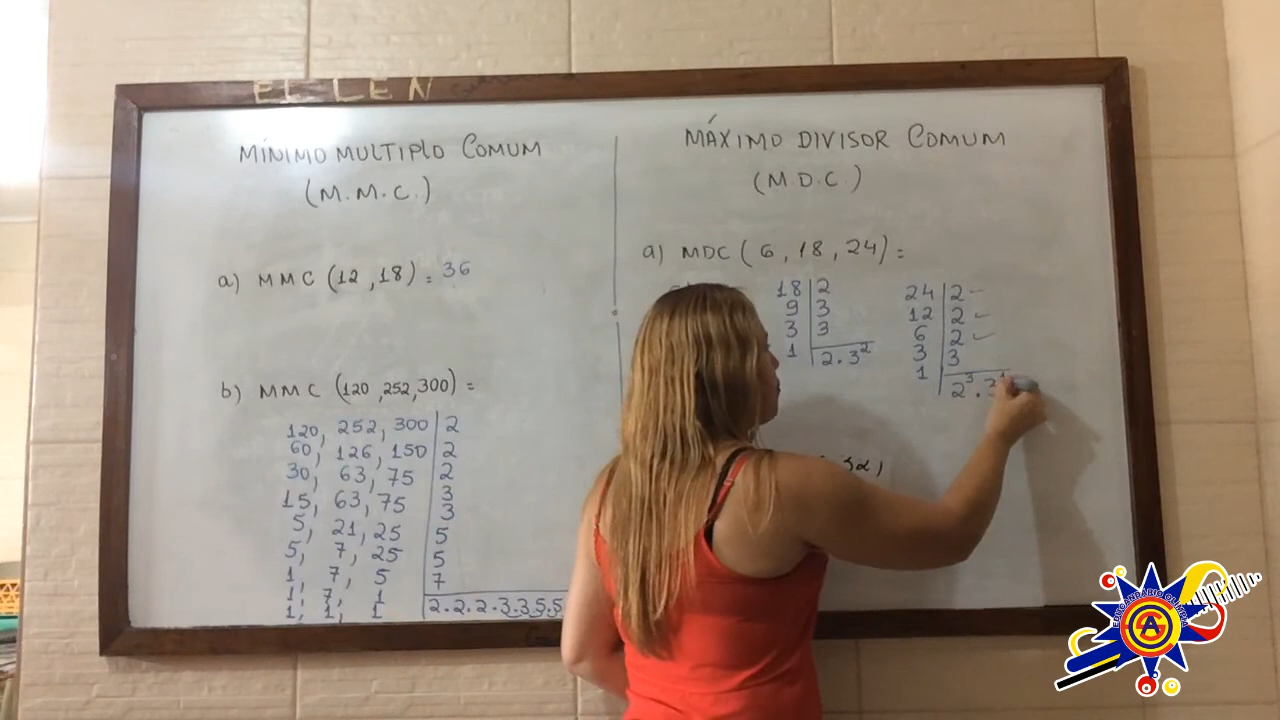 ELLEN
MÍNIMO MULTIPLO COMUM
(M.M.C.)
a) MMC (12, 18) = 36
b) MMC (120, 252, 300) =
120, 252, 300 | 2
60, 126, 150 | 2
30, 63, 75 | 2
15, 63, 75 | 3
5, 21, 25 | 3
5, 7, 25 | 5
1, 7, 5 | 5
1, 7, 1 | 7
1, 1, 1 | 2.2.2.3.3.5.5
MÁXIMO DIVISOR COMUM
(M.D.C.)
a) MDC (6, 18, 24) =
18 | 2
9 | 3
3 | 3
1 | 2.3²
24 | 2
12 | 2
6 | 2
3 | 3
1 | 2³.3¹
32)
EDUCANDÁRIO
A